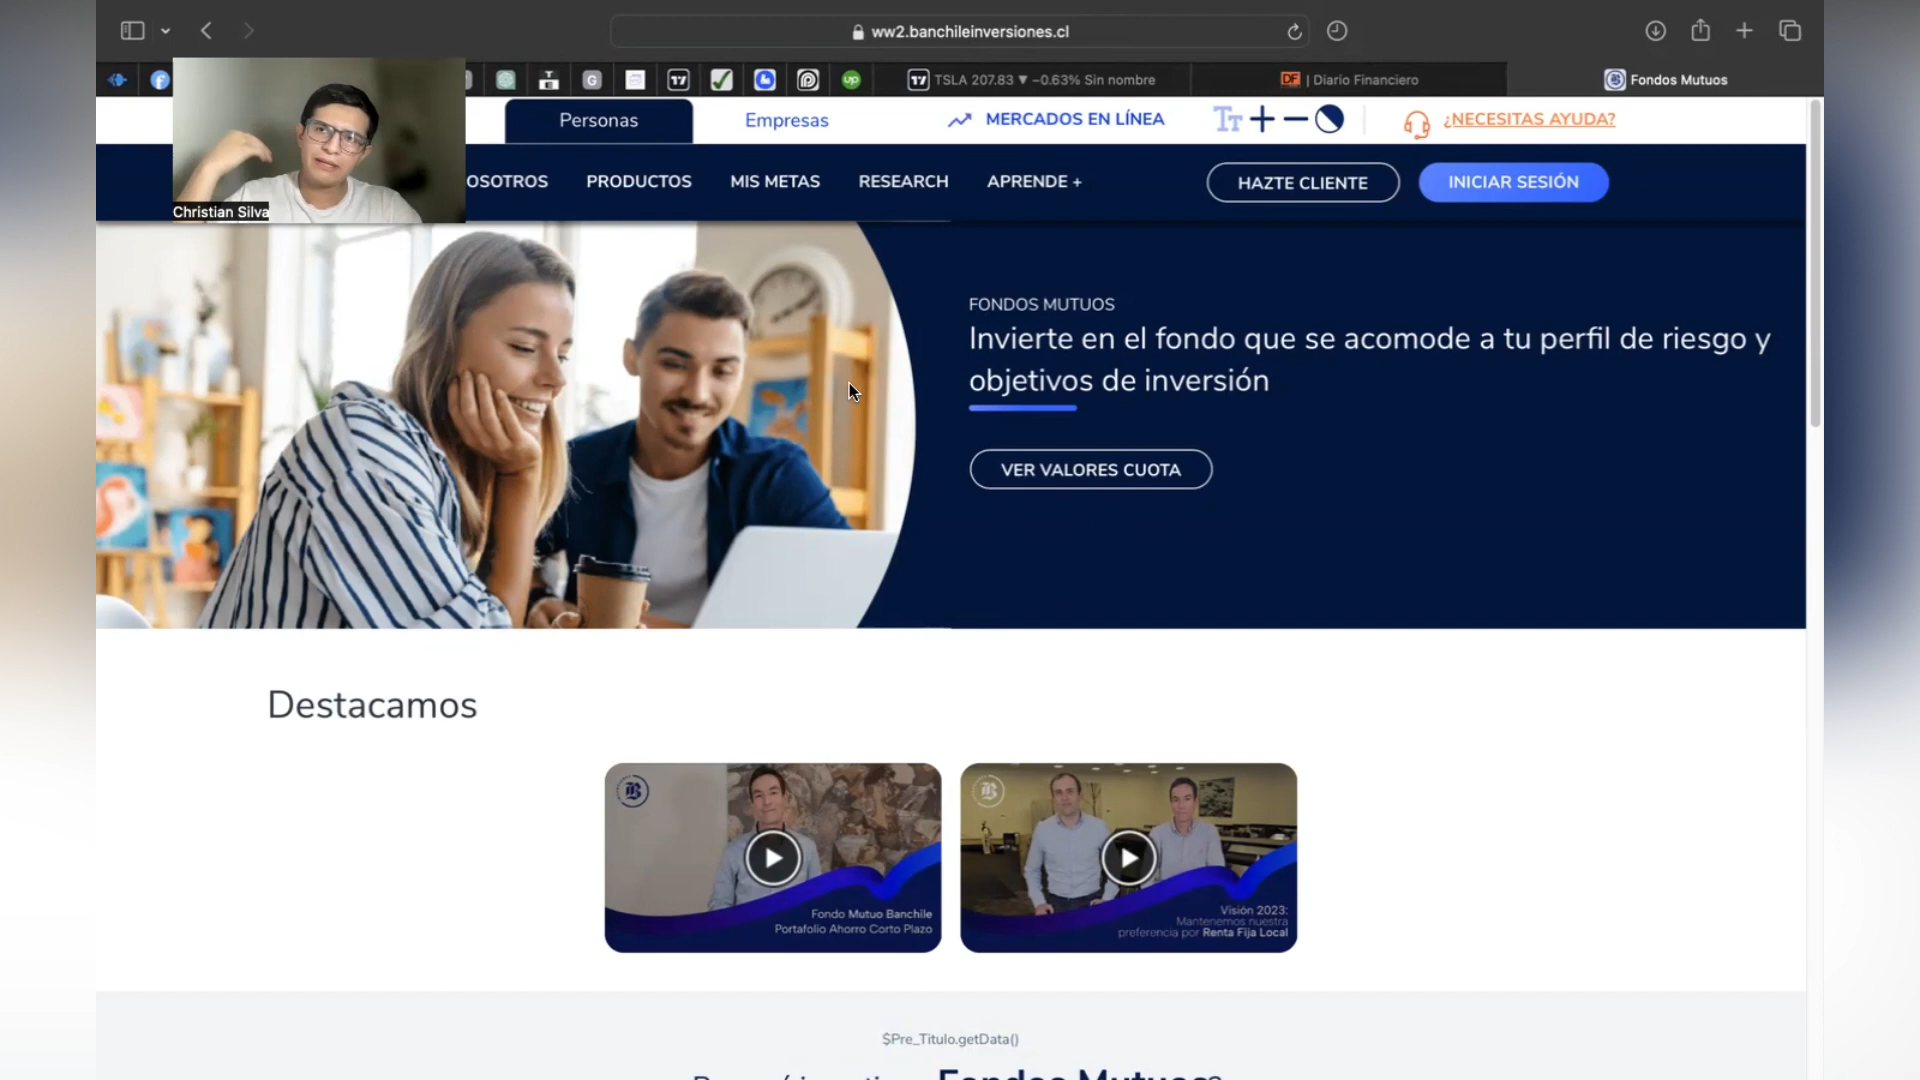 ww2.banchileinversiones.cl
TSLA 207.83 ▼ −0.63% Sin nombre
DF | Diario Financiero
Fondos Mutuos
Personas
Empresas
MERCADOS EN LÍNEA
¿NECESITAS AYUDA?
OSOTROS
PRODUCTOS
MIS METAS
RESEARCH
APRENDE +
HAZTE CLIENTE
INICIAR SESIÓN
Christian Silva
FONDOS MUTUOS
Invierte en el fondo que se acomode a tu perfil de riesgo y
objetivos de inversión
VER VALORES CUOTA
Destacamos
Fondo Mutuo Banchile
Portafolio Ahorro Corto Plazo
Visión 2023:
Mantenemos nuestra
preferencia por Renta Fija Local
$Pre_Titulo.getData()
Fondos Mutuos?